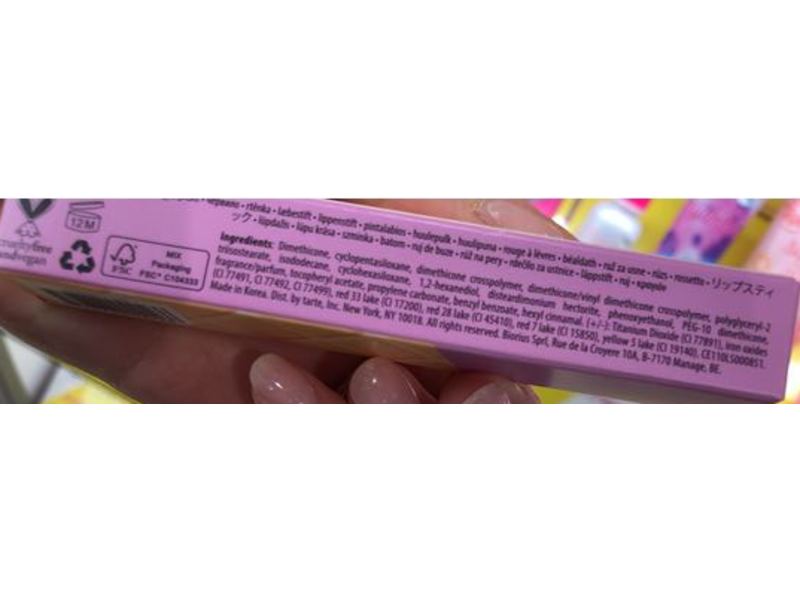 rtěnka • læbestift • lippenstift • pintalabios • huulepulk • huulipuna • rouge à lèvres • béaldath • ruž za usne • rúzs • rossetto • リップスティ
ック • lūpdažis • lūpų krāsa • szminka • batom • ruj de buze • rúž na pery • rdečilo za ustnice • läppstift • ruj • κραγιόν
Ingredients: Dimethicone, cyclopentasiloxane, dimethicone crosspolymer, dimethicone/vinyl dimethicone crosspolymer, polyglyceryl-2
triisostearate, isododecane, cyclohexasiloxane, 1,2-hexanediol, disteardimonium hectorite, phenoxyethanol, PEG-10 dimethicone,
fragrance/parfum, tocopheryl acetate, propylene carbonate, benzyl benzoate, hexyl cinnamal. (+/-): Titanium Dioxide (CI 77891), iron oxides
(CI 77491, CI 77492, CI 77499), red 33 lake (CI 17200), red 28 lake (CI 45410), red 7 lake (CI 15850), yellow 5 lake (CI 19140). CE110LS000851.
Made in Korea. Dist. by tarte, inc. New York, NY 10018. All rights reserved. Biorius Sprl, Rue de la Croyere 10A, B-7170 Manage, BE.
12M
crueltyfree
andvegan
FSC
MIX
Packaging
FSC® C104333